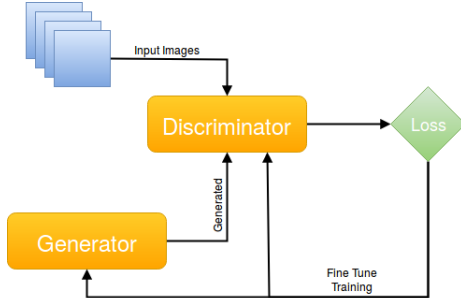 Input Images
Discriminator
Loss
Generated
Generator
Fine Tune
Training